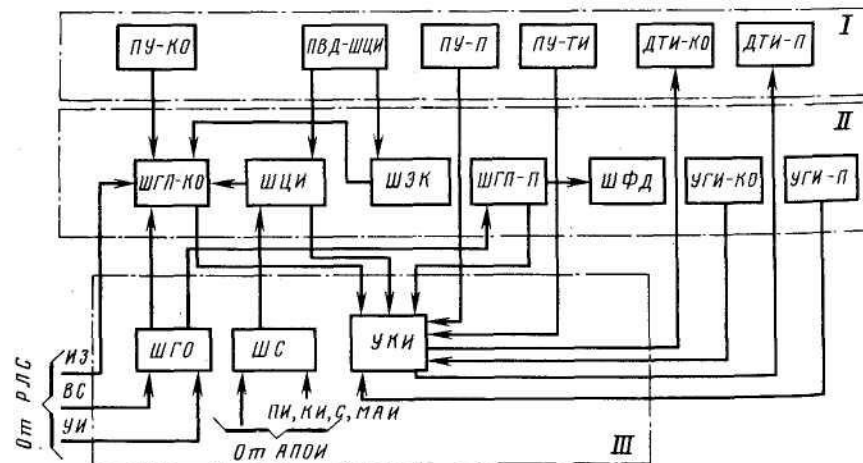 I
ПУ-КО
ПВД-ШЦИ
ПУ-П
ПУ-ТИ
ДТИ-КО
ДТИ-П
II
ШГП-КО
ШЦИ
ШЗК
ШГП-П
ШФД
УГИ-КО
УГИ-П
ШГО
ШС
УКИ
От РЛС
ИЗ
ВС
УИ
ПИ, КИ, С, МАИ
От АПОИ
III